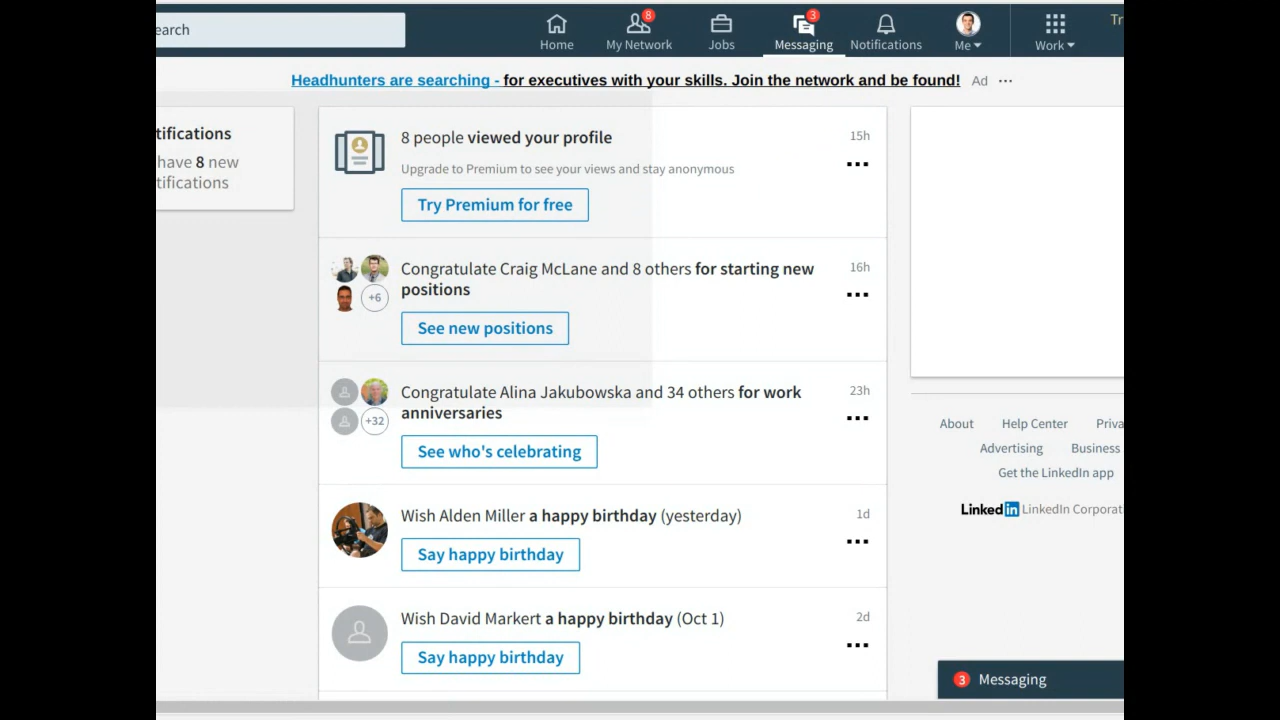 earch
8
3
Home
My Network
Jobs
Messaging
Notifications
Me
Work
Tr
Headhunters are searching - for executives with your skills. Join the network and be found! Ad ...
tifications
have 8 new
tifications
8 people viewed your profile
15h
Upgrade to Premium to see your views and stay anonymous
Try Premium for free
Congratulate Craig McLane and 8 others for starting new
positions
16h
+6
See new positions
Congratulate Alina Jakubowska and 34 others for work
anniversaries
23h
+32
See who's celebrating
Wish Alden Miller a happy birthday (yesterday)
1d
Say happy birthday
Wish David Markert a happy birthday (Oct 1)
2d
Say happy birthday
About Help Center Priva
Advertising Business
Get the LinkedIn app
Linked in LinkedIn Corporat
3 Messaging